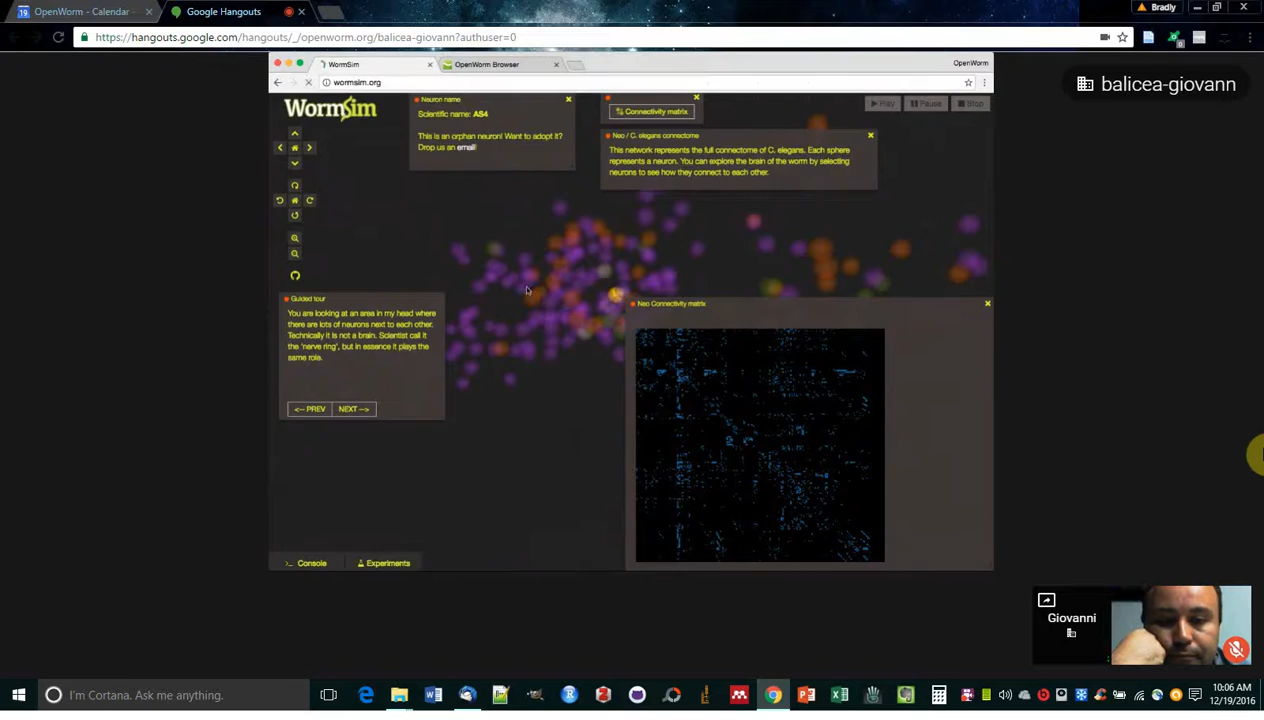 OpenWorm - Calendar
Google Hangouts
Bradly
https://hangouts.google.com/hangouts/_/openworm.org/balicea-giovann?authuser=0
WormSim
OpenWorm Browser
OpenWorm
wormsim.org
balicea-giovann
WormSim
Neuron name
Scientific name: AS4
This is an orphan neuron! Want to adopt it?
Drop us an email!
Connectivity matrix
Play
Pause
Stop
Neo / C. elegans connectome
This network represents the full connectome of C. elegans. Each sphere
represents a neuron. You can explore the brain of the worm by selecting
neurons to see how they connect to each other.
Guided tour
You are looking at an area in my head where
there are lots of neurons next to each other.
Technically it is not a brain. Scientist call it
the 'nerve ring', but in essence it plays the
same role.
<-- PREV
NEXT -->
Neo Connectivity matrix
Console
Experiments
Giovanni
I'm Cortana. Ask me anything.
10:06 AM
12/19/2016